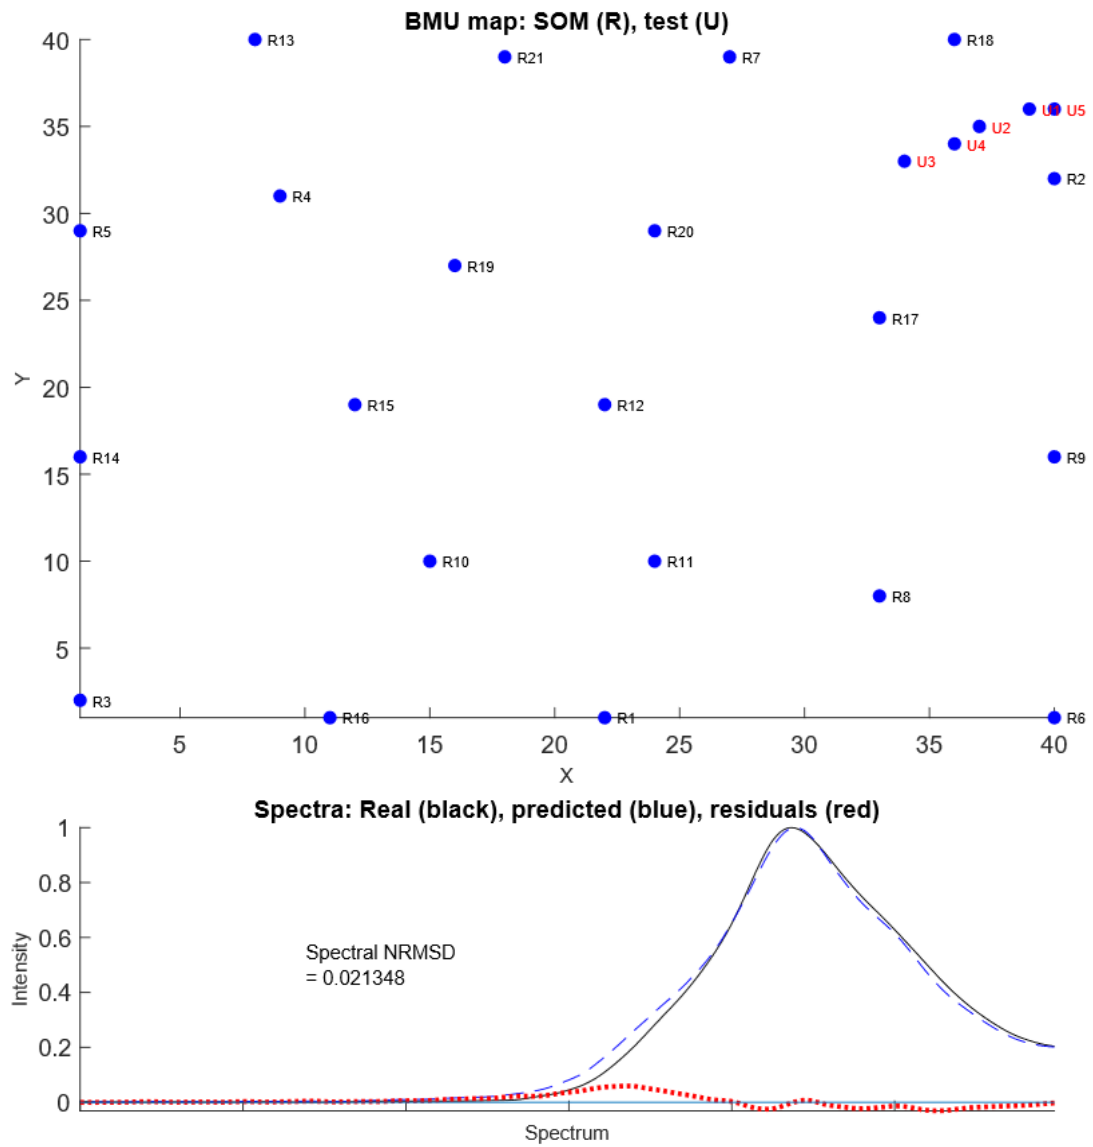 BMU map: SOM (R), test (U)
40
R13
R21
R7
R18
U1
U5
35
U2
U4
U3
R2
R4
30
R5
R20
R19
25
R17
Y
20
R15
R12
R14
R9
15
10
R10
R11
R8
5
R3
R16
R1
R6
5
10
15
20
25
30
35
40
X
Spectra: Real (black), predicted (blue), residuals (red)
1
0.8
0.6
Spectral NRMSD
= 0.021348
Intensity
0.4
0.2
0
Spectrum